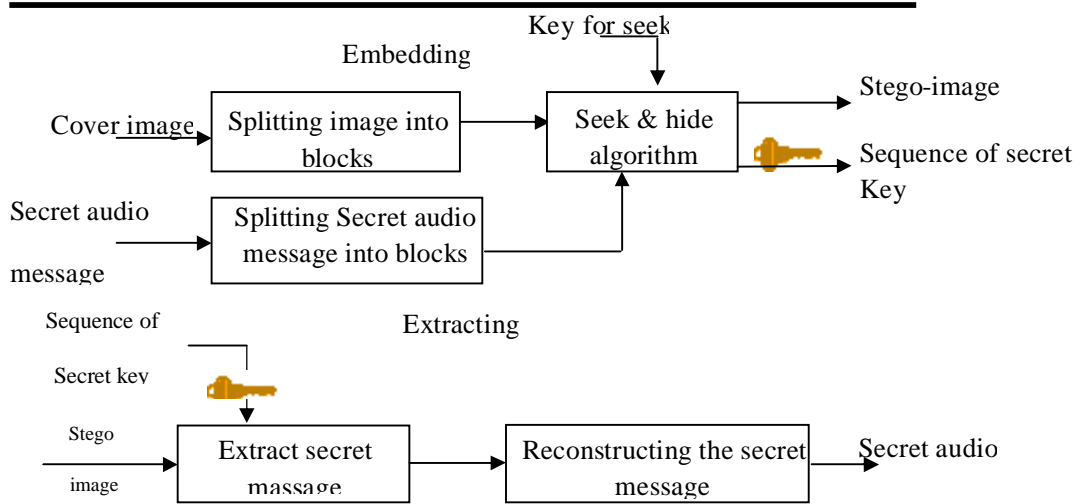 Key for seek
Embedding
Cover image
Splitting image into
blocks
Seek & hide
algorithm
Stego-image
Sequence of secret
Key
Secret audio
message
Splitting Secret audio
message into blocks
Extracting
Sequence of
Secret key
Stego
image
Extract secret
massage
Reconstructing the secret
message
Secret audio